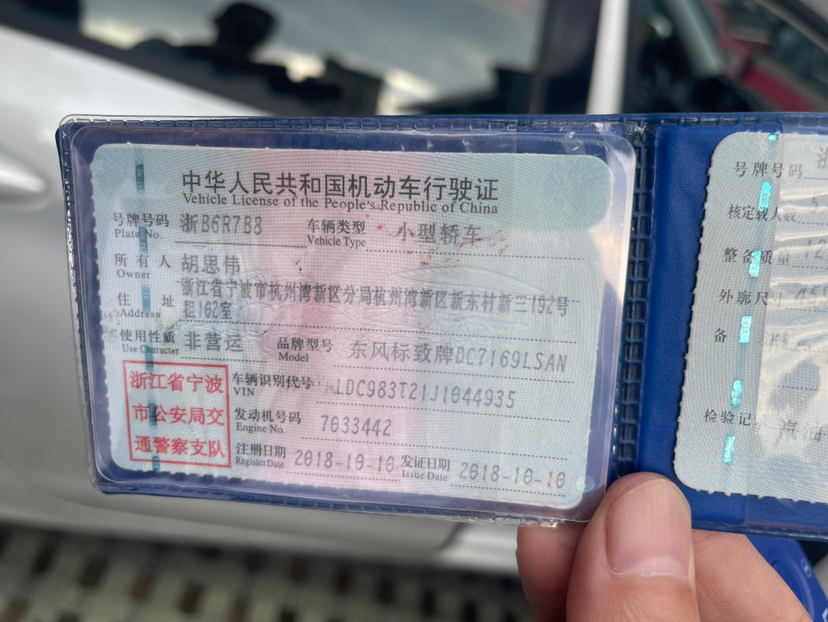 中华人民共和国机动车行驶证
Vehicle License of the People's Republic of China
号牌号码 浙B6R7B8 车辆类型 小型轿车
Plate No. Vehicle Type
所有人 胡思伟
Owner
住址 浙江省宁波市杭州湾新区分局杭州湾新区新东村新三192号
Address 租162室
使用性质 非营运 品牌型号 东风标致牌DC7169LSAN
Use Character Model
浙江省宁波
市公安局交
通警察支队
车辆识别代号 LDC983T21J1044935
VIN
发动机号码 7033442
Engine No.
注册日期 2018-10-10 发证日期 2018-10-10
Register Date Issue Date
号牌号码
核定载人数
整备质量
外廓尺
备
检验记